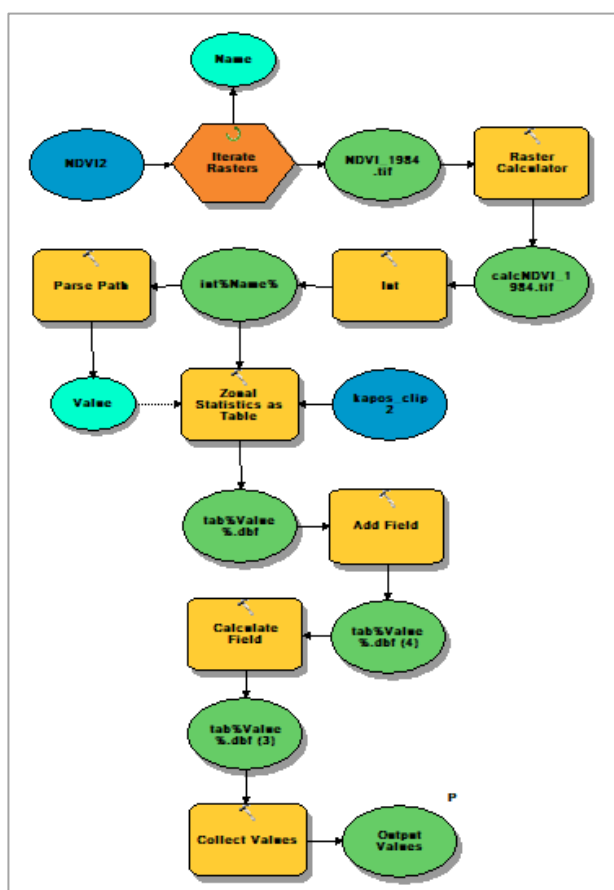 Name
NDVI2
Iterate
Rasters
NDVI_1984
.tif
Raster
Calculator
Parse Path
int%Name%
Int
calcNDVI_1
984.tif
Value
Zonal
Statistics as
Table
kapos_clip
2
tab%Value
%.dbf
Add Field
Calculate
Field
tab%Value
%.dbf (4)
tab%Value
%.dbf (3)
P
Collect Values
Output
Values